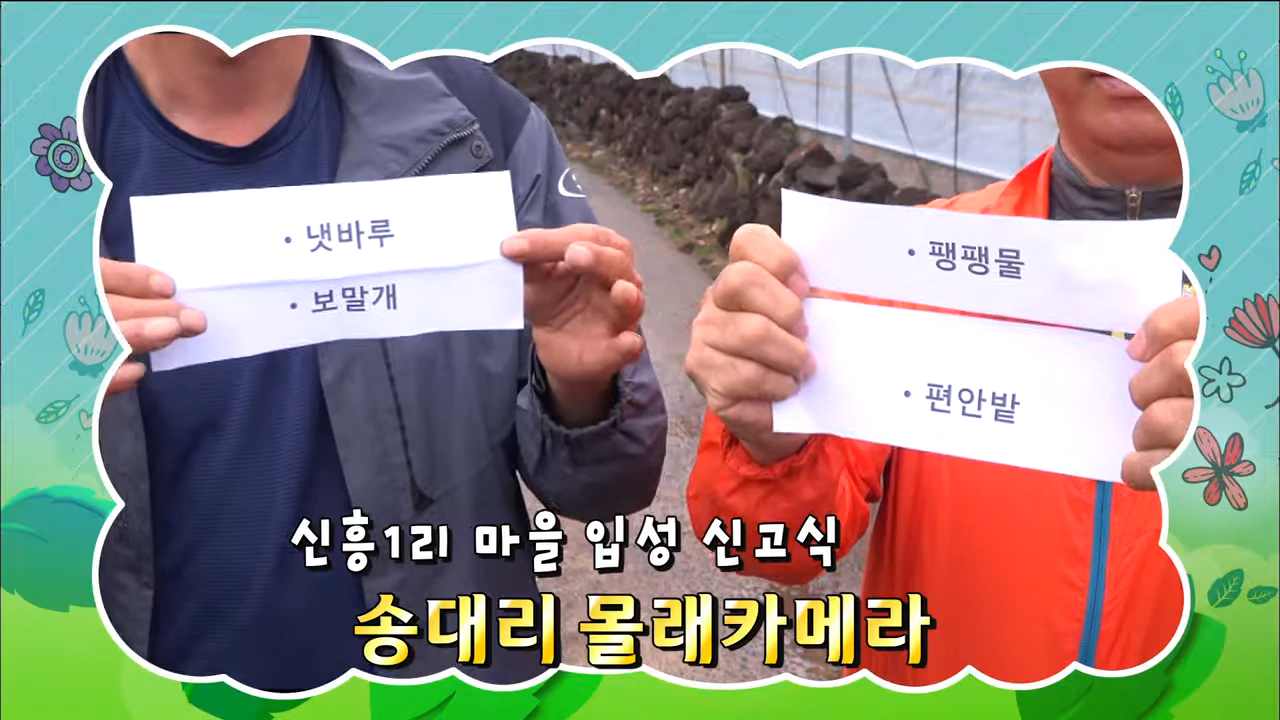 • 냇바루
• 보말개
• 팽팽물
• 편안밭
신흥1리 마을 입성 신고식
송대리 몰래카메라